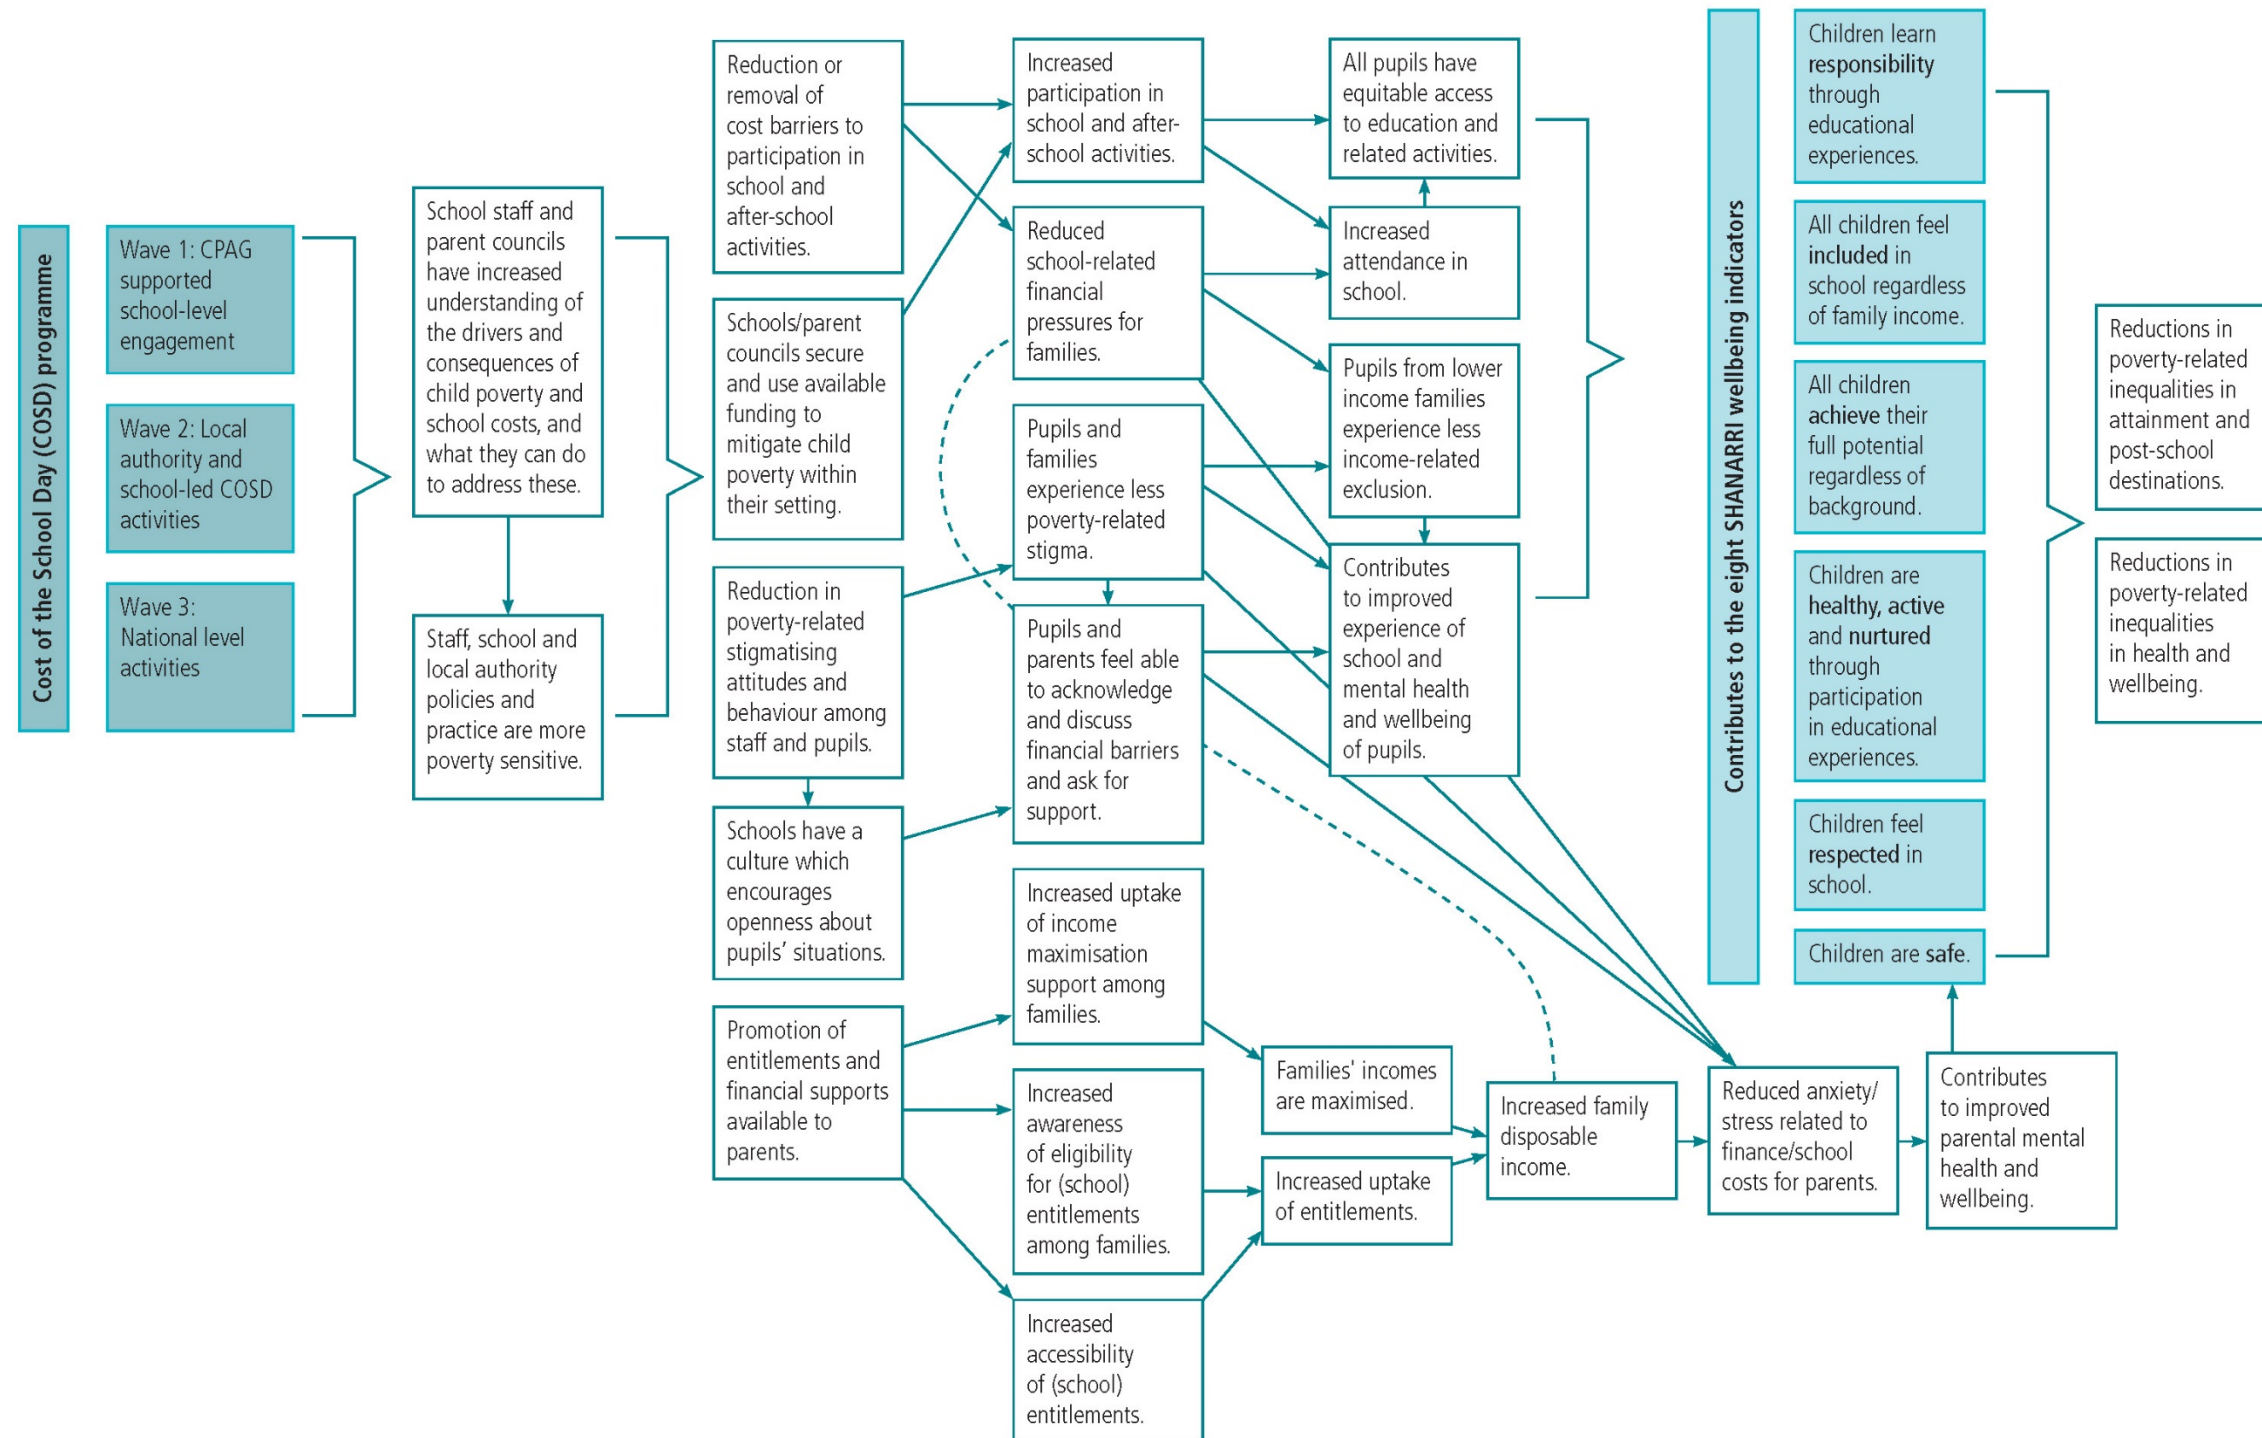 Cost of the School Day (COSD) programme
Wave 1: CPAG
supported
school-level
engagement
Wave 2: Local
authority and
school-led COSD
activities
Wave 3:
National level
activities
School staff and
parent councils
have increased
understanding of
the drivers and
consequences of
child poverty and
school costs, and
what they can do
to address these.
Staff, school and
local authority
policies and
practice are more
poverty sensitive.
Reduction or
removal of
cost barriers to
participation in
school and
after-school
activities.
Schools/parent
councils secure
and use available
funding to
mitigate child
poverty within
their setting.
Reduction in
poverty-related
stigmatising
attitudes and
behaviour among
staff and pupils.
Schools have a
culture which
encourages
openness about
pupils’ situations.
Promotion of
entitlements and
financial supports
available to
parents.
Increased
participation in
school and after-
school activities.
Reduced
school-related
financial
pressures for
families.
Pupils and
families
experience less
poverty-related
stigma.
Pupils and
parents feel able
to acknowledge
and discuss
financial barriers
and ask for
support.
Increased uptake
of income
maximisation
support among
families.
Increased
awareness
of eligibility
for (school)
entitlements
among families.
Increased
accessibility
of (school)
entitlements.
All pupils have
equitable access
to education and
related activities.
Increased
attendance in
school.
Pupils from lower
income families
experience less
income-related
exclusion.
Contributes
to improved
experience of
school and
mental health
and wellbeing
of pupils.
Families' incomes
are maximised.
Increased uptake
of entitlements.
Increased family
disposable
income.
Reduced anxiety/
stress related to
finance/school
costs for parents.
Contributes
to improved
parental mental
health and
wellbeing.
Contributes to the eight SHANARRI wellbeing indicators
Children learn
responsibility
through
educational
experiences.
All children feel
included in
school regardless
of family income.
All children
achieve their
full potential
regardless of
background.
Children are
healthy, active
and nurtured
through
participation
in educational
experiences.
Children feel
respected in
school.
Children are safe.
Reductions in
poverty-related
inequalities in
attainment and
post-school
destinations.
Reductions in
poverty-related
inequalities
in health and
wellbeing.